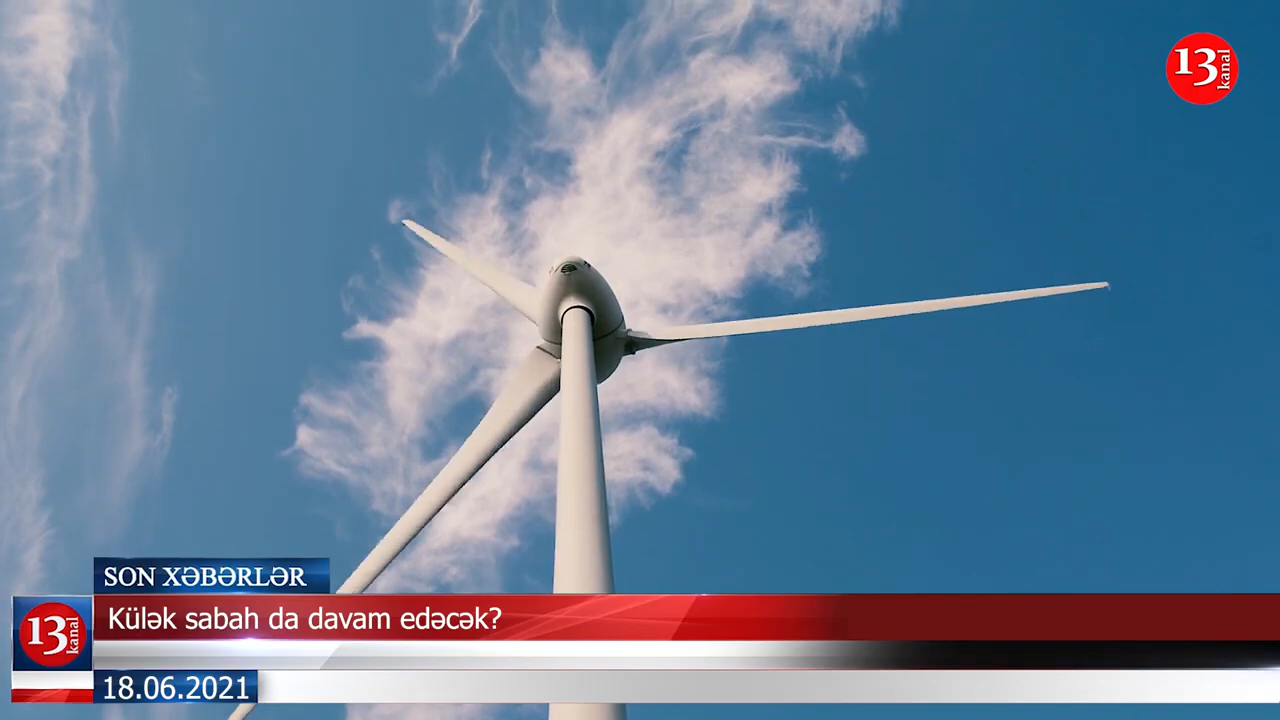 13 kanal
SON XƏBƏRLƏR
Külək sabah da davam edəcək?
13 kanal
18.06.2021